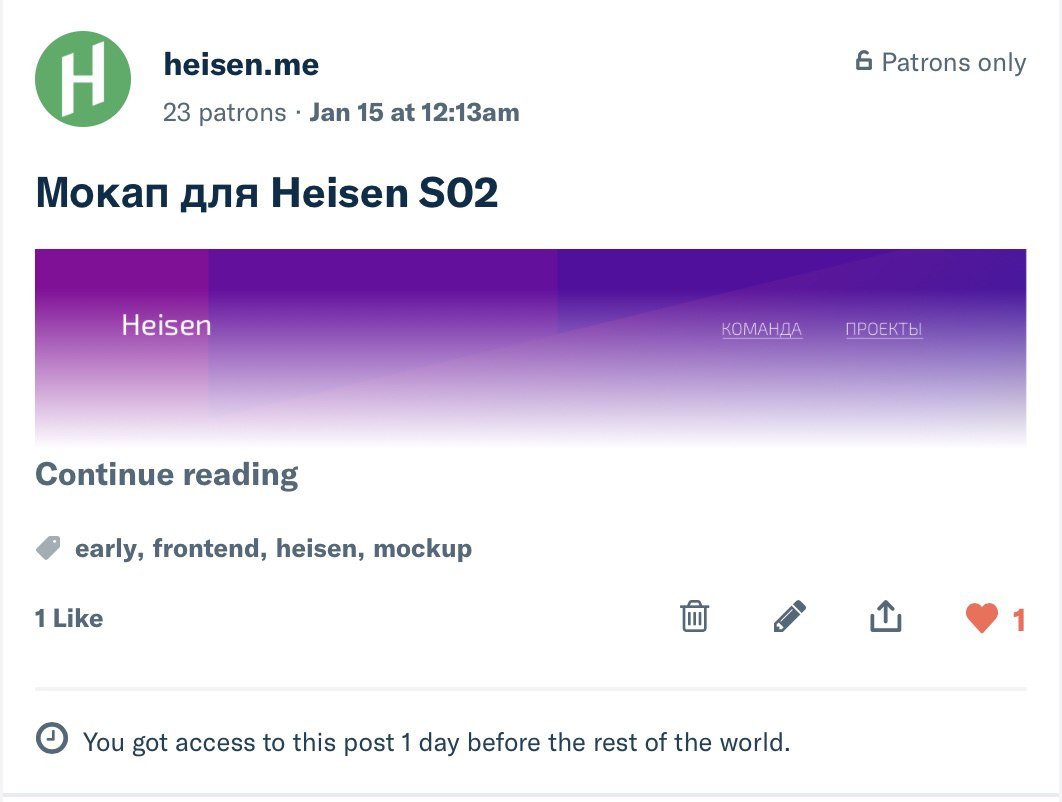 heisen.me
Patrons only
23 patrons · Jan 15 at 12:13am
Мокап для Heisen S02
Heisen
КОМАНДА ПРОЕКТЫ
Continue reading
early, frontend, heisen, mockup
1 Like
1
You got access to this post 1 day before the rest of the world.